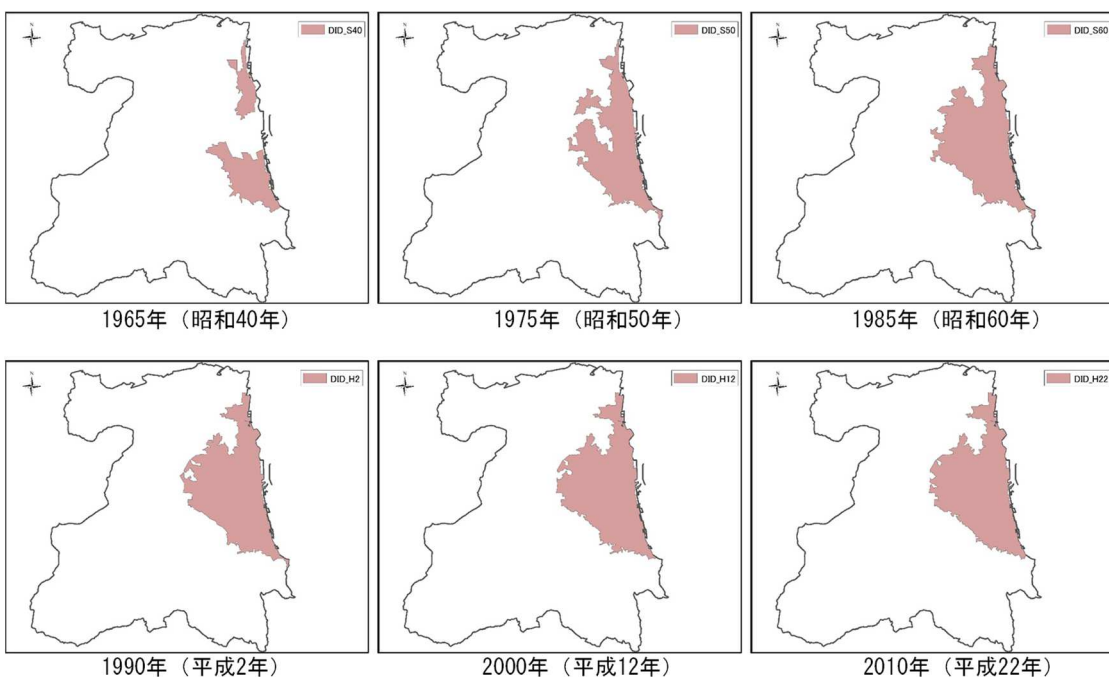 DID_S40
DID_S50
DID_S60
N
N
N
1965年（昭和40年）
1975年（昭和50年）
1985年（昭和60年）
DID_H2
DID_H12
DID_H22
N
N
N
1990年（平成2年）
2000年（平成12年）
2010年（平成22年）